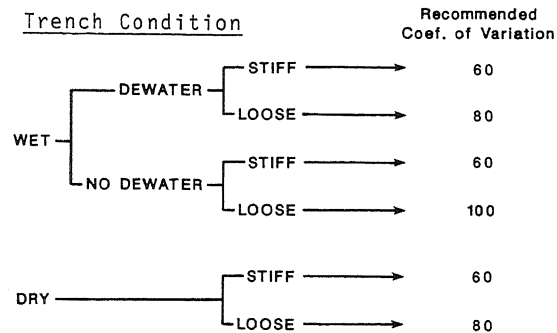 Trench Condition
Recommended
Coef. of Variation
STIFF 60
DEWATER
LOOSE 80
WET
STIFF 60
NO DEWATER
LOOSE 100
STIFF 60
DRY
LOOSE 80